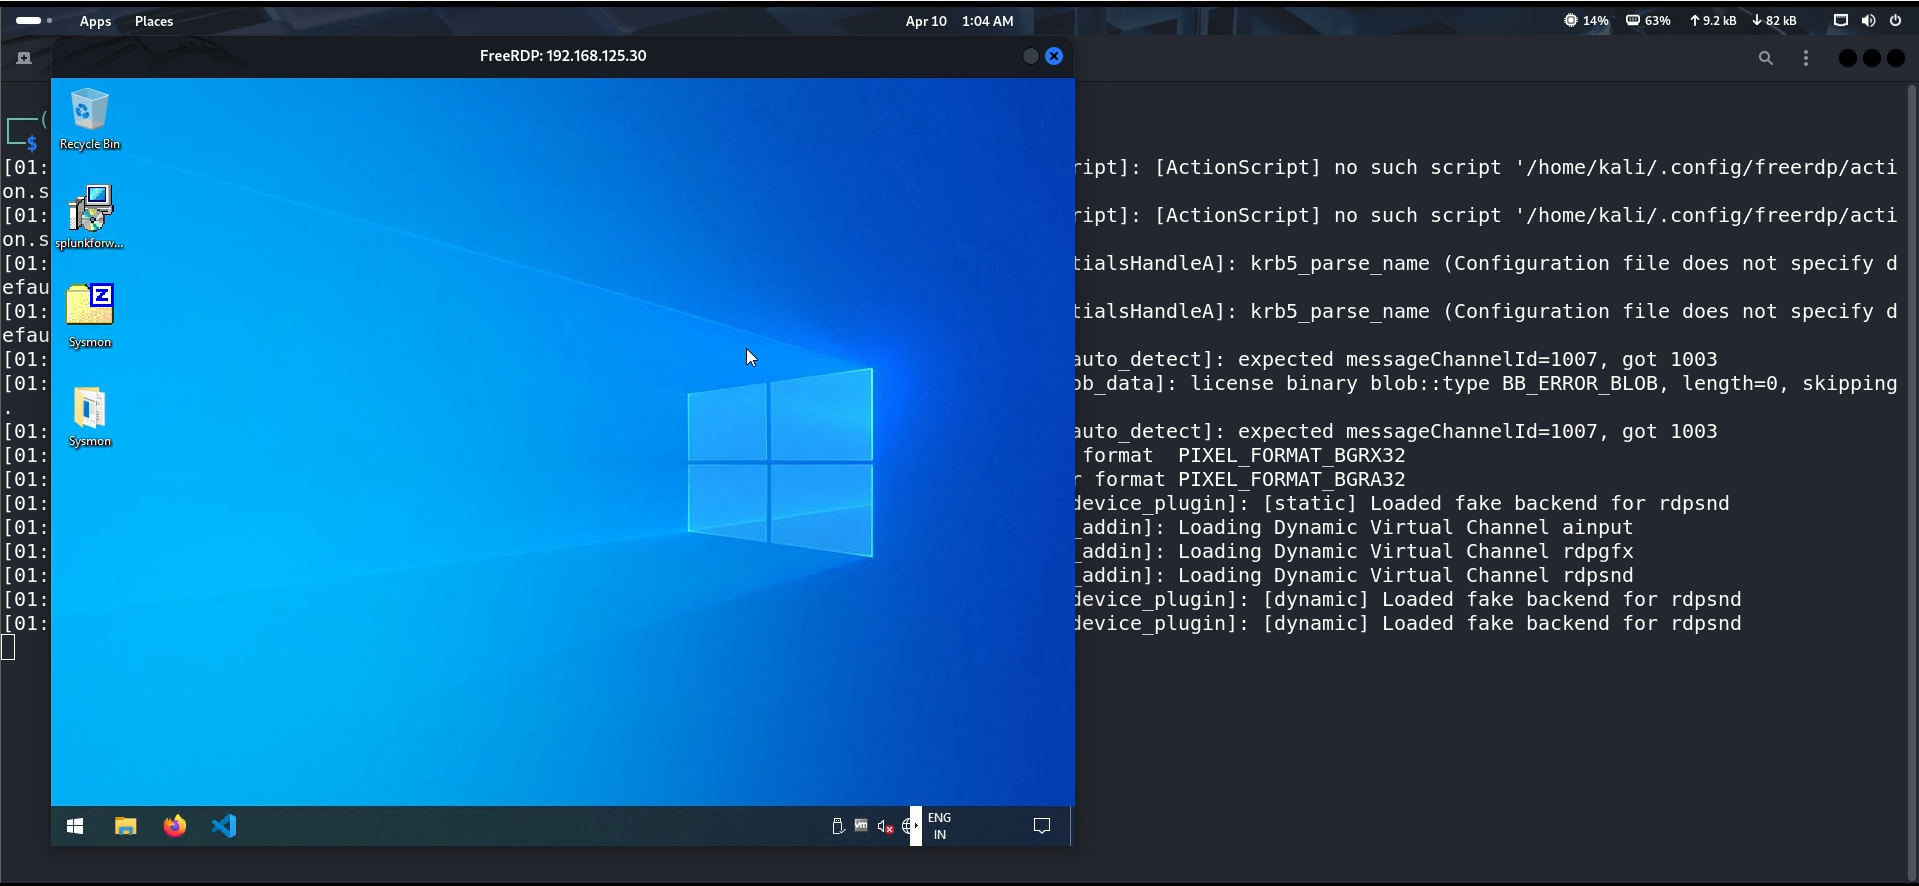 Apps Places Apr 10 1:04 AM 14% 63% 9.2 kB 82 kB
FreeRDP: 192.168.125.30
Recycle Bin
splunkforw...
Sysmon
Sysmon
vm
ENG
IN
(
$
[01: ript]: [ActionScript] no such script '/home/kali/.config/freerdp/acti
on.s
[01: ript]: [ActionScript] no such script '/home/kali/.config/freerdp/acti
on.s
[01: tialsHandleA]: krb5_parse_name (Configuration file does not specify d
efau
[01: tialsHandleA]: krb5_parse_name (Configuration file does not specify d
efau
[01: auto_detect]: expected messageChannelId=1007, got 1003
[01: ob_data]: license binary blob::type BB_ERROR_BLOB, length=0, skipping
.
[01: auto_detect]: expected messageChannelId=1007, got 1003
[01: format  PIXEL_FORMAT_BGRX32
[01: r format PIXEL_FORMAT_BGRA32
[01: device_plugin]: [static] Loaded fake backend for rdpsnd
[01: _addin]: Loading Dynamic Virtual Channel ainput
[01: _addin]: Loading Dynamic Virtual Channel rdpgfx
[01: _addin]: Loading Dynamic Virtual Channel rdpsnd
[01: device_plugin]: [dynamic] Loaded fake backend for rdpsnd
[01: device_plugin]: [dynamic] Loaded fake backend for rdpsnd